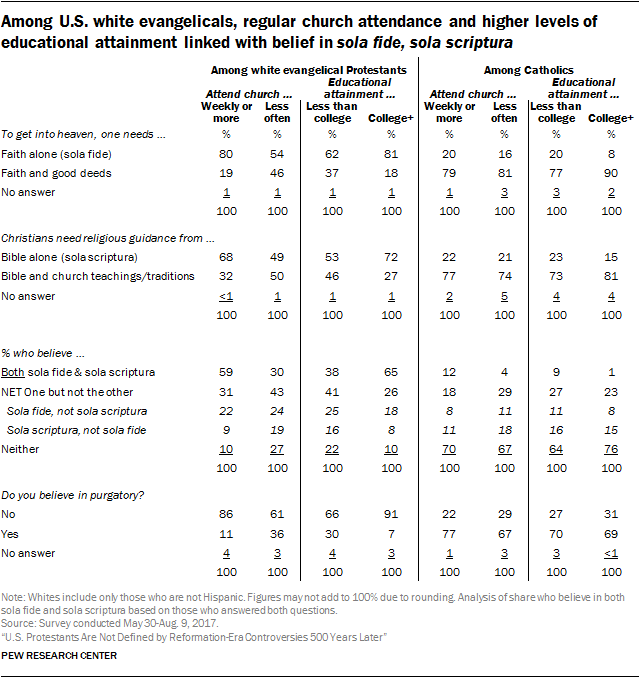 Among U.S. white evangelicals, regular church attendance and higher levels of
educational attainment linked with belief in sola fide, sola scriptura
Among white evangelical Protestants Among Catholics
Attend church ... Educational attainment ... Attend church ... Educational attainment ...
Weekly or more Less often Less than college College+ Weekly or more Less often Less than college College+
To get into heaven, one needs ... % % % % % % % %
Faith alone (sola fide) 80 54 62 81 20 16 20 8
Faith and good deeds 19 46 37 18 79 81 77 90
No answer 1 1 1 1 1 3 3 2
100 100 100 100 100 100 100 100
Christians need religious guidance from ...
Bible alone (sola scriptura) 68 49 53 72 22 21 23 15
Bible and church teachings/traditions 32 50 46 27 77 74 73 81
No answer <1 1 1 1 2 5 4 4
100 100 100 100 100 100 100 100
% who believe ...
Both sola fide & sola scriptura 59 30 38 65 12 4 9 1
NET One but not the other 31 43 41 26 18 29 27 23
Sola fide, not sola scriptura 22 24 25 18 8 11 11 8
Sola scriptura, not sola fide 9 19 16 8 11 18 16 15
Neither 10 27 22 10 70 67 64 76
100 100 100 100 100 100 100 100
Do you believe in purgatory?
No 86 61 66 91 22 29 27 31
Yes 11 36 30 7 77 67 70 69
No answer 4 3 4 3 1 3 3 <1
100 100 100 100 100 100 100 100
Note: Whites include only those who are not Hispanic. Figures may not add to 100% due to rounding. Analysis of share who believe in both
sola fide and sola scriptura based on those who answered both questions.
Source: Survey conducted May 30-Aug. 9, 2017.
"U.S. Protestants Are Not Defined by Reformation-Era Controversies 500 Years Later"
PEW RESEARCH CENTER